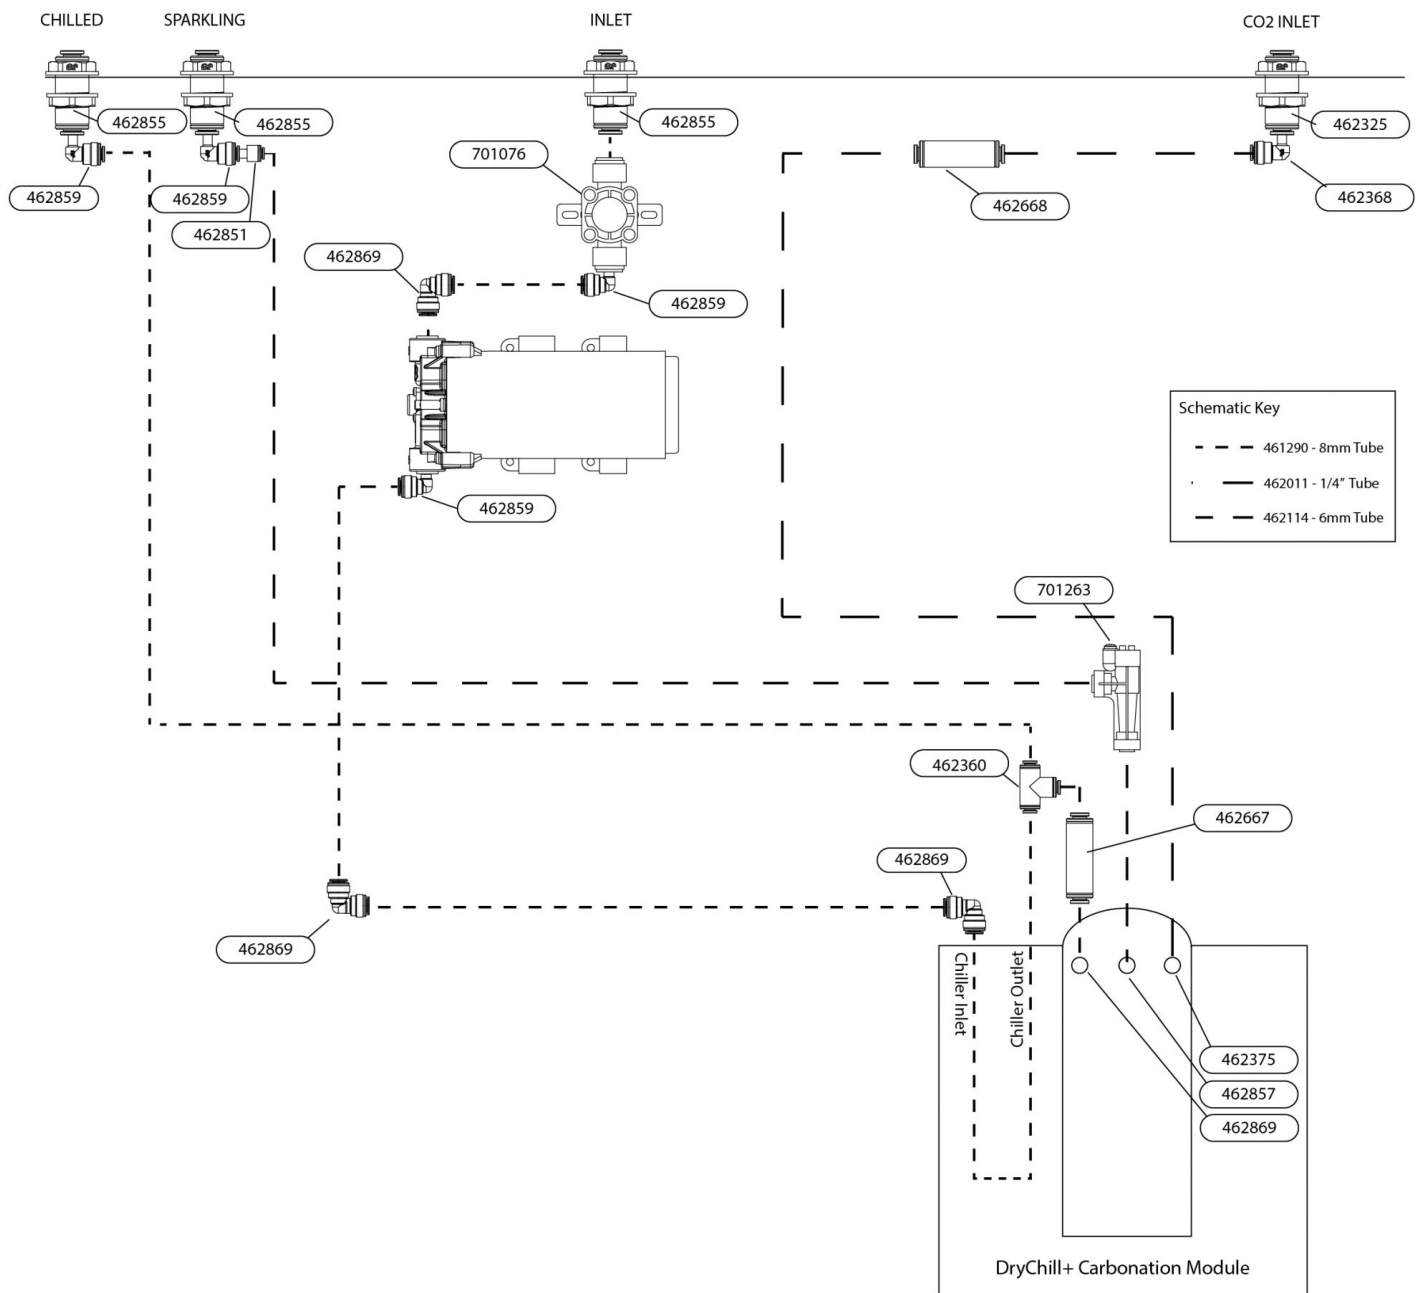 CHILLED
SPARKLING
INLET
CO2 INLET
462855
462855
462855
462325
701076
462859
462859
462851
462668
462368
462869
462859
Schematic Key
461290 - 8mm Tube
462011 - 1/4" Tube
462114 - 6mm Tube
462859
701263
462360
462667
462869
462869
Chiller Inlet
Chiller Outlet
462375
462857
462869
DryChill+ Carbonation Module